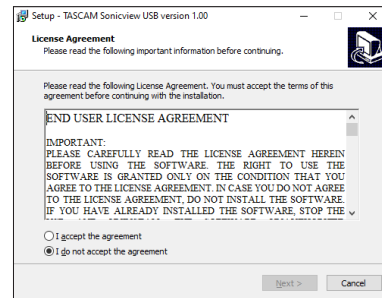 Setup - TASCAM Sonicview USB version 1.00
License Agreement
Please read the following important information before continuing.
Please read the following License Agreement. You must accept the terms of this
agreement before continuing with the installation.
END USER LICENSE AGREEMENT
IMPORTANT:
PLEASE CAREFULLY READ THE LICENSE AGREEMENT HEREIN
BEFORE USING THE SOFTWARE. THE RIGHT TO USE THE
SOFTWARE IS GRANTED ONLY ON THE CONDITION THAT YOU
AGREE TO THE LICENSE AGREEMENT. IN CASE YOU DO NOT AGREE
TO THE LICENSE AGREEMENT, DO NOT INSTALL THE SOFTWARE.
IF YOU HAVE ALREADY INSTALLED THE SOFTWARE, STOP THE
I accept the agreement
I do not accept the agreement
Next >
Cancel